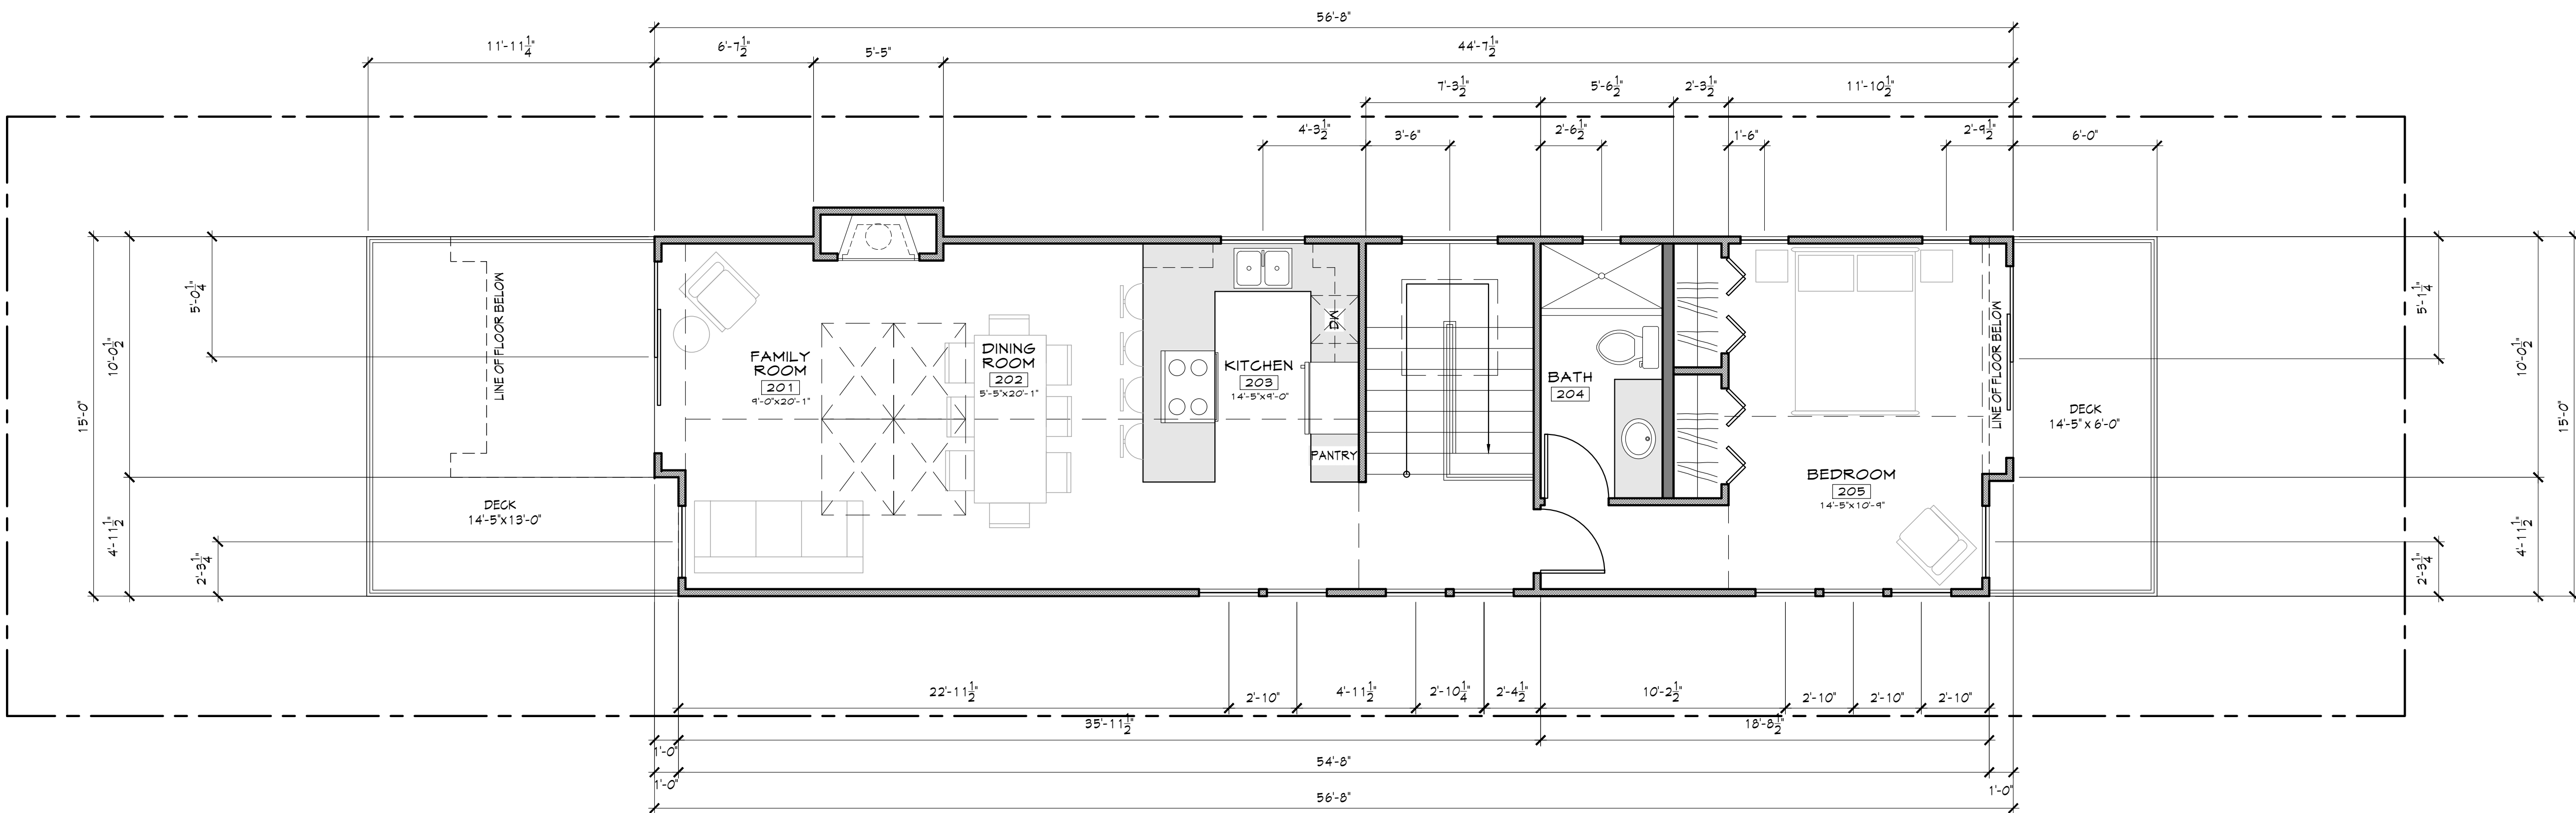 56'-8"
11'-11 1/4"
6'-7 1/2"
5'-5"
44'-7 1/2"
7'-3 1/2"
5'-6 1/2"
2'-3 1/2"
11'-10 1/2"
4'-3 1/2"
3'-6"
2'-6 1/2"
1'-6"
2'-9 1/2"
6'-0"
15'-0"
10'-0 1/2"
4'-11 1/2"
5'-0 1/4"
2'-3 1/4"
LINE OF FLOOR BELOW
DECK
14'-5"x13'-0"
FAMILY
ROOM
201
9'-0"x20'-1"
DINING
ROOM
202
5'-5"x20'-1"
KITCHEN
203
14'-5"x9'-0"
DW
PANTRY
BATH
204
BEDROOM
205
14'-5"x10'-9"
LINE OF FLOOR BELOW
DECK
14'-5" x 6'-0"
5'-1 1/4"
2'-3 1/4"
10'-0 1/2"
4'-11 1/2"
15'-0"
22'-11 1/2"
2'-10"
4'-11 1/2"
2'-10 1/4"
2'-4 1/2"
10'-2 1/2"
2'-10"
2'-10"
2'-10"
35'-11 1/2"
18'-8 1/2"
1'-0"
54'-8"
1'-0"
1'-0"
56'-8"